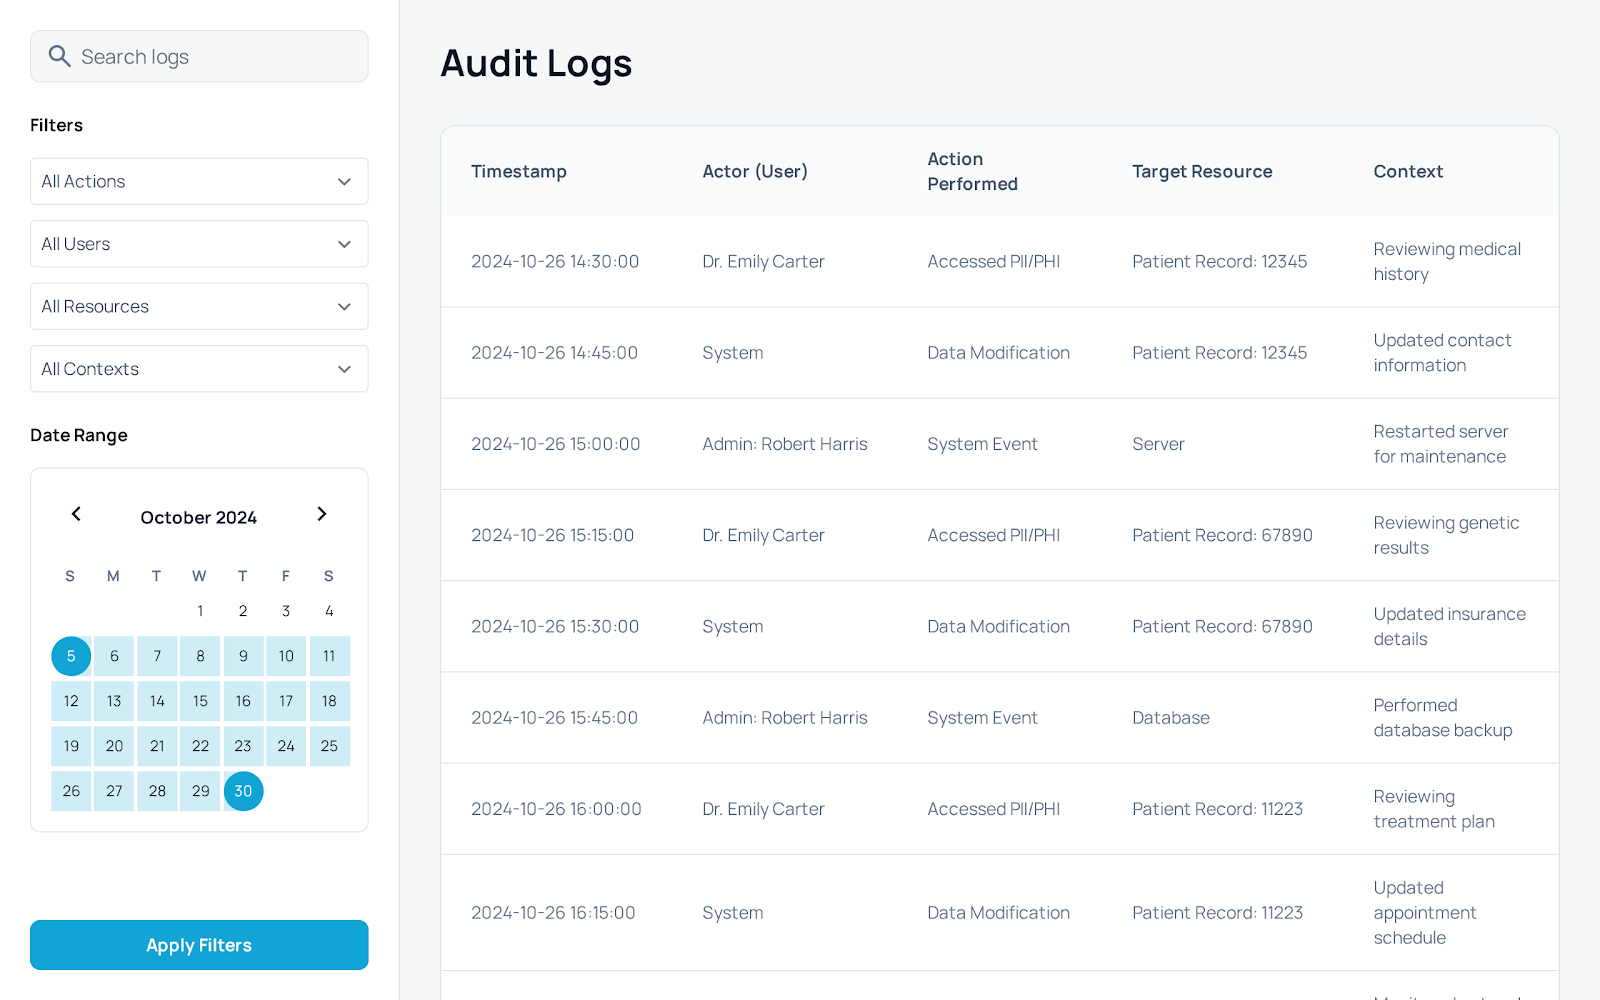 Search logs
Filters
All Actions
All Users
All Resources
All Contexts
Date Range
October 2024
S M T W T F S
1 2 3 4
5 6 7 8 9 10 11
12 13 14 15 16 17 18
19 20 21 22 23 24 25
26 27 28 29 30
Apply Filters
Audit Logs
Timestamp Actor (User) Action Performed Target Resource Context
2024-10-26 14:30:00 Dr. Emily Carter Accessed PII/PHI Patient Record: 12345 Reviewing medical history
2024-10-26 14:45:00 System Data Modification Patient Record: 12345 Updated contact information
2024-10-26 15:00:00 Admin: Robert Harris System Event Server Restarted server for maintenance
2024-10-26 15:15:00 Dr. Emily Carter Accessed PII/PHI Patient Record: 67890 Reviewing genetic results
2024-10-26 15:30:00 System Data Modification Patient Record: 67890 Updated insurance details
2024-10-26 15:45:00 Admin: Robert Harris System Event Database Performed database backup
2024-10-26 16:00:00 Dr. Emily Carter Accessed PII/PHI Patient Record: 11223 Reviewing treatment plan
2024-10-26 16:15:00 System Data Modification Patient Record: 11223 Updated appointment schedule